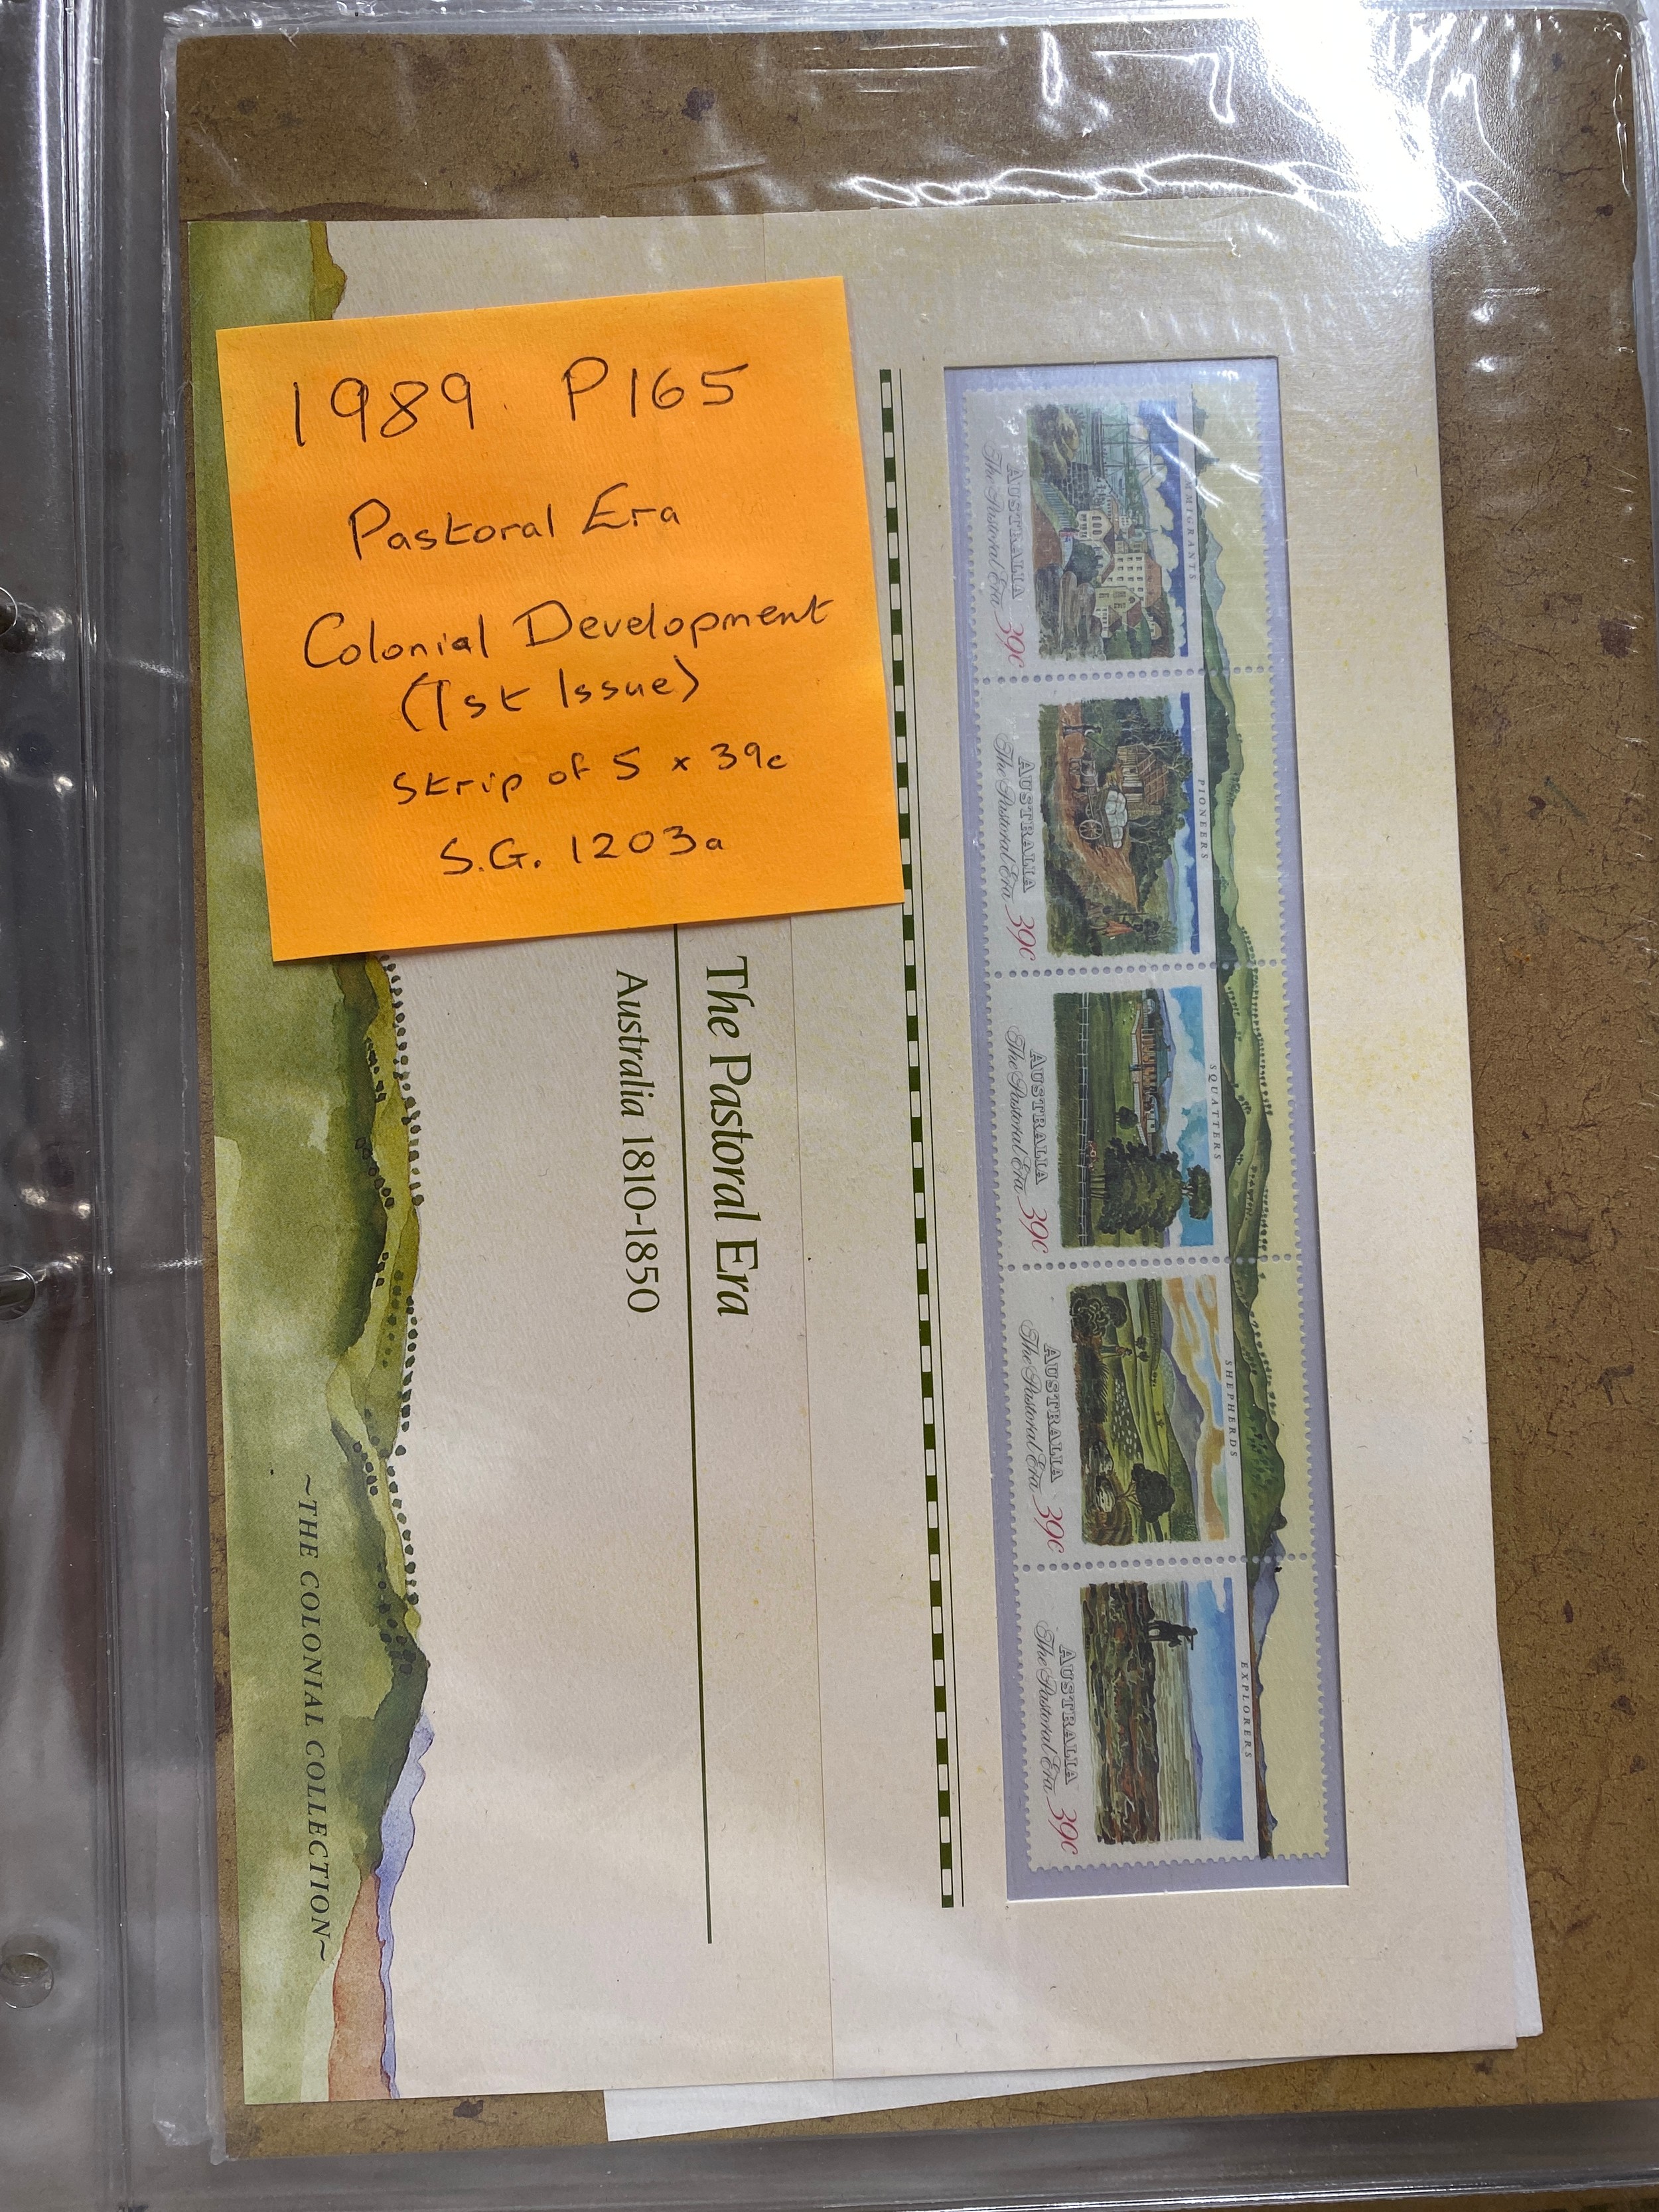 1989 P165
Pastoral Era
Colonial Development
(1st Issue)
Strip of 5 x 39c
S.G. 1203a
The Pastoral Era
Australia 1810-1850
~THE COLONIAL COLLECTION~
IMMIGRANTS
AUSTRALIA
The Pastoral Era 39c
PIONEERS
AUSTRALIA
The Pastoral Era 39c
SQUATTERS
AUSTRALIA
The Pastoral Era 39c
SHEPHERDS
AUSTRALIA
The Pastoral Era 39c
EXPLORERS
AUSTRALIA
The Pastoral Era 39c